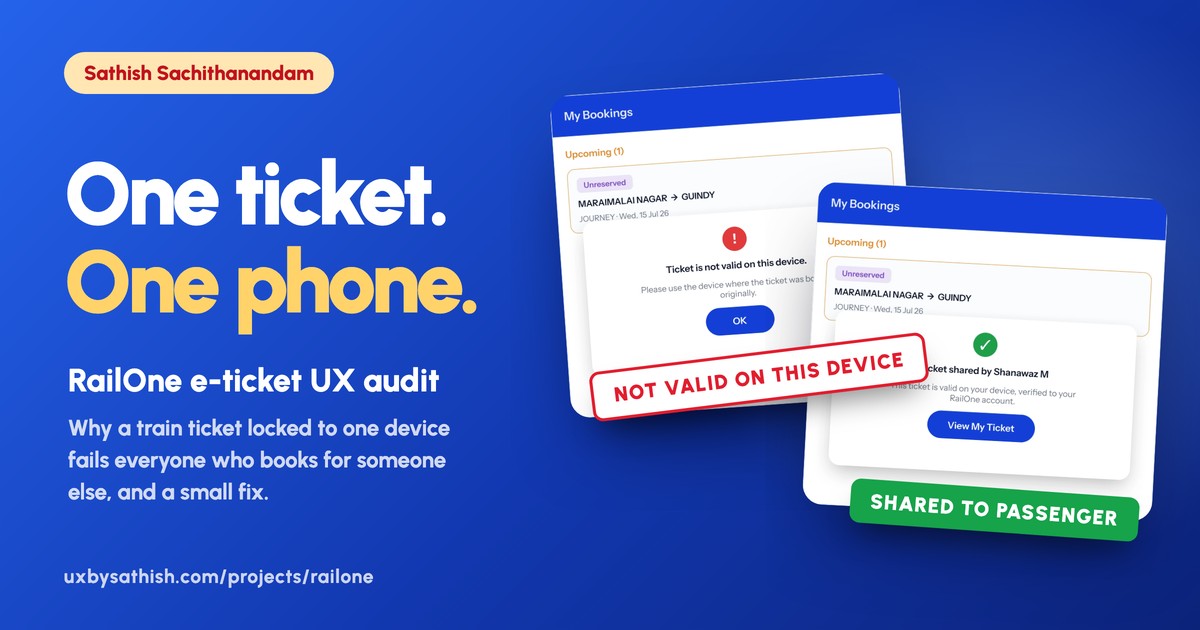 Sathish Sachithanandam
One ticket.
One phone.
RailOne e-ticket UX audit
Why a train ticket locked to one device
fails everyone who books for someone
else, and a small fix.
uxbysathish.com/projects/railone
My Bookings
Upcoming (1)
Unreserved
MARAIMALAI NAGAR → GUINDY
JOURNEY · Wed, 15 Jul 26
!
Ticket is not valid on this device.
Please use the device where the ticket was
originally.
OK
NOT VALID ON THIS DEVICE
My Bookings
Upcoming (1)
Unreserved
MARAIMALAI NAGAR → GUINDY
JOURNEY · Wed, 15 Jul 26
✓
shared by Shanawaz M
ticket is valid on your device, verified to your
RailOne account.
View My Ticket
SHARED TO PASSENGER